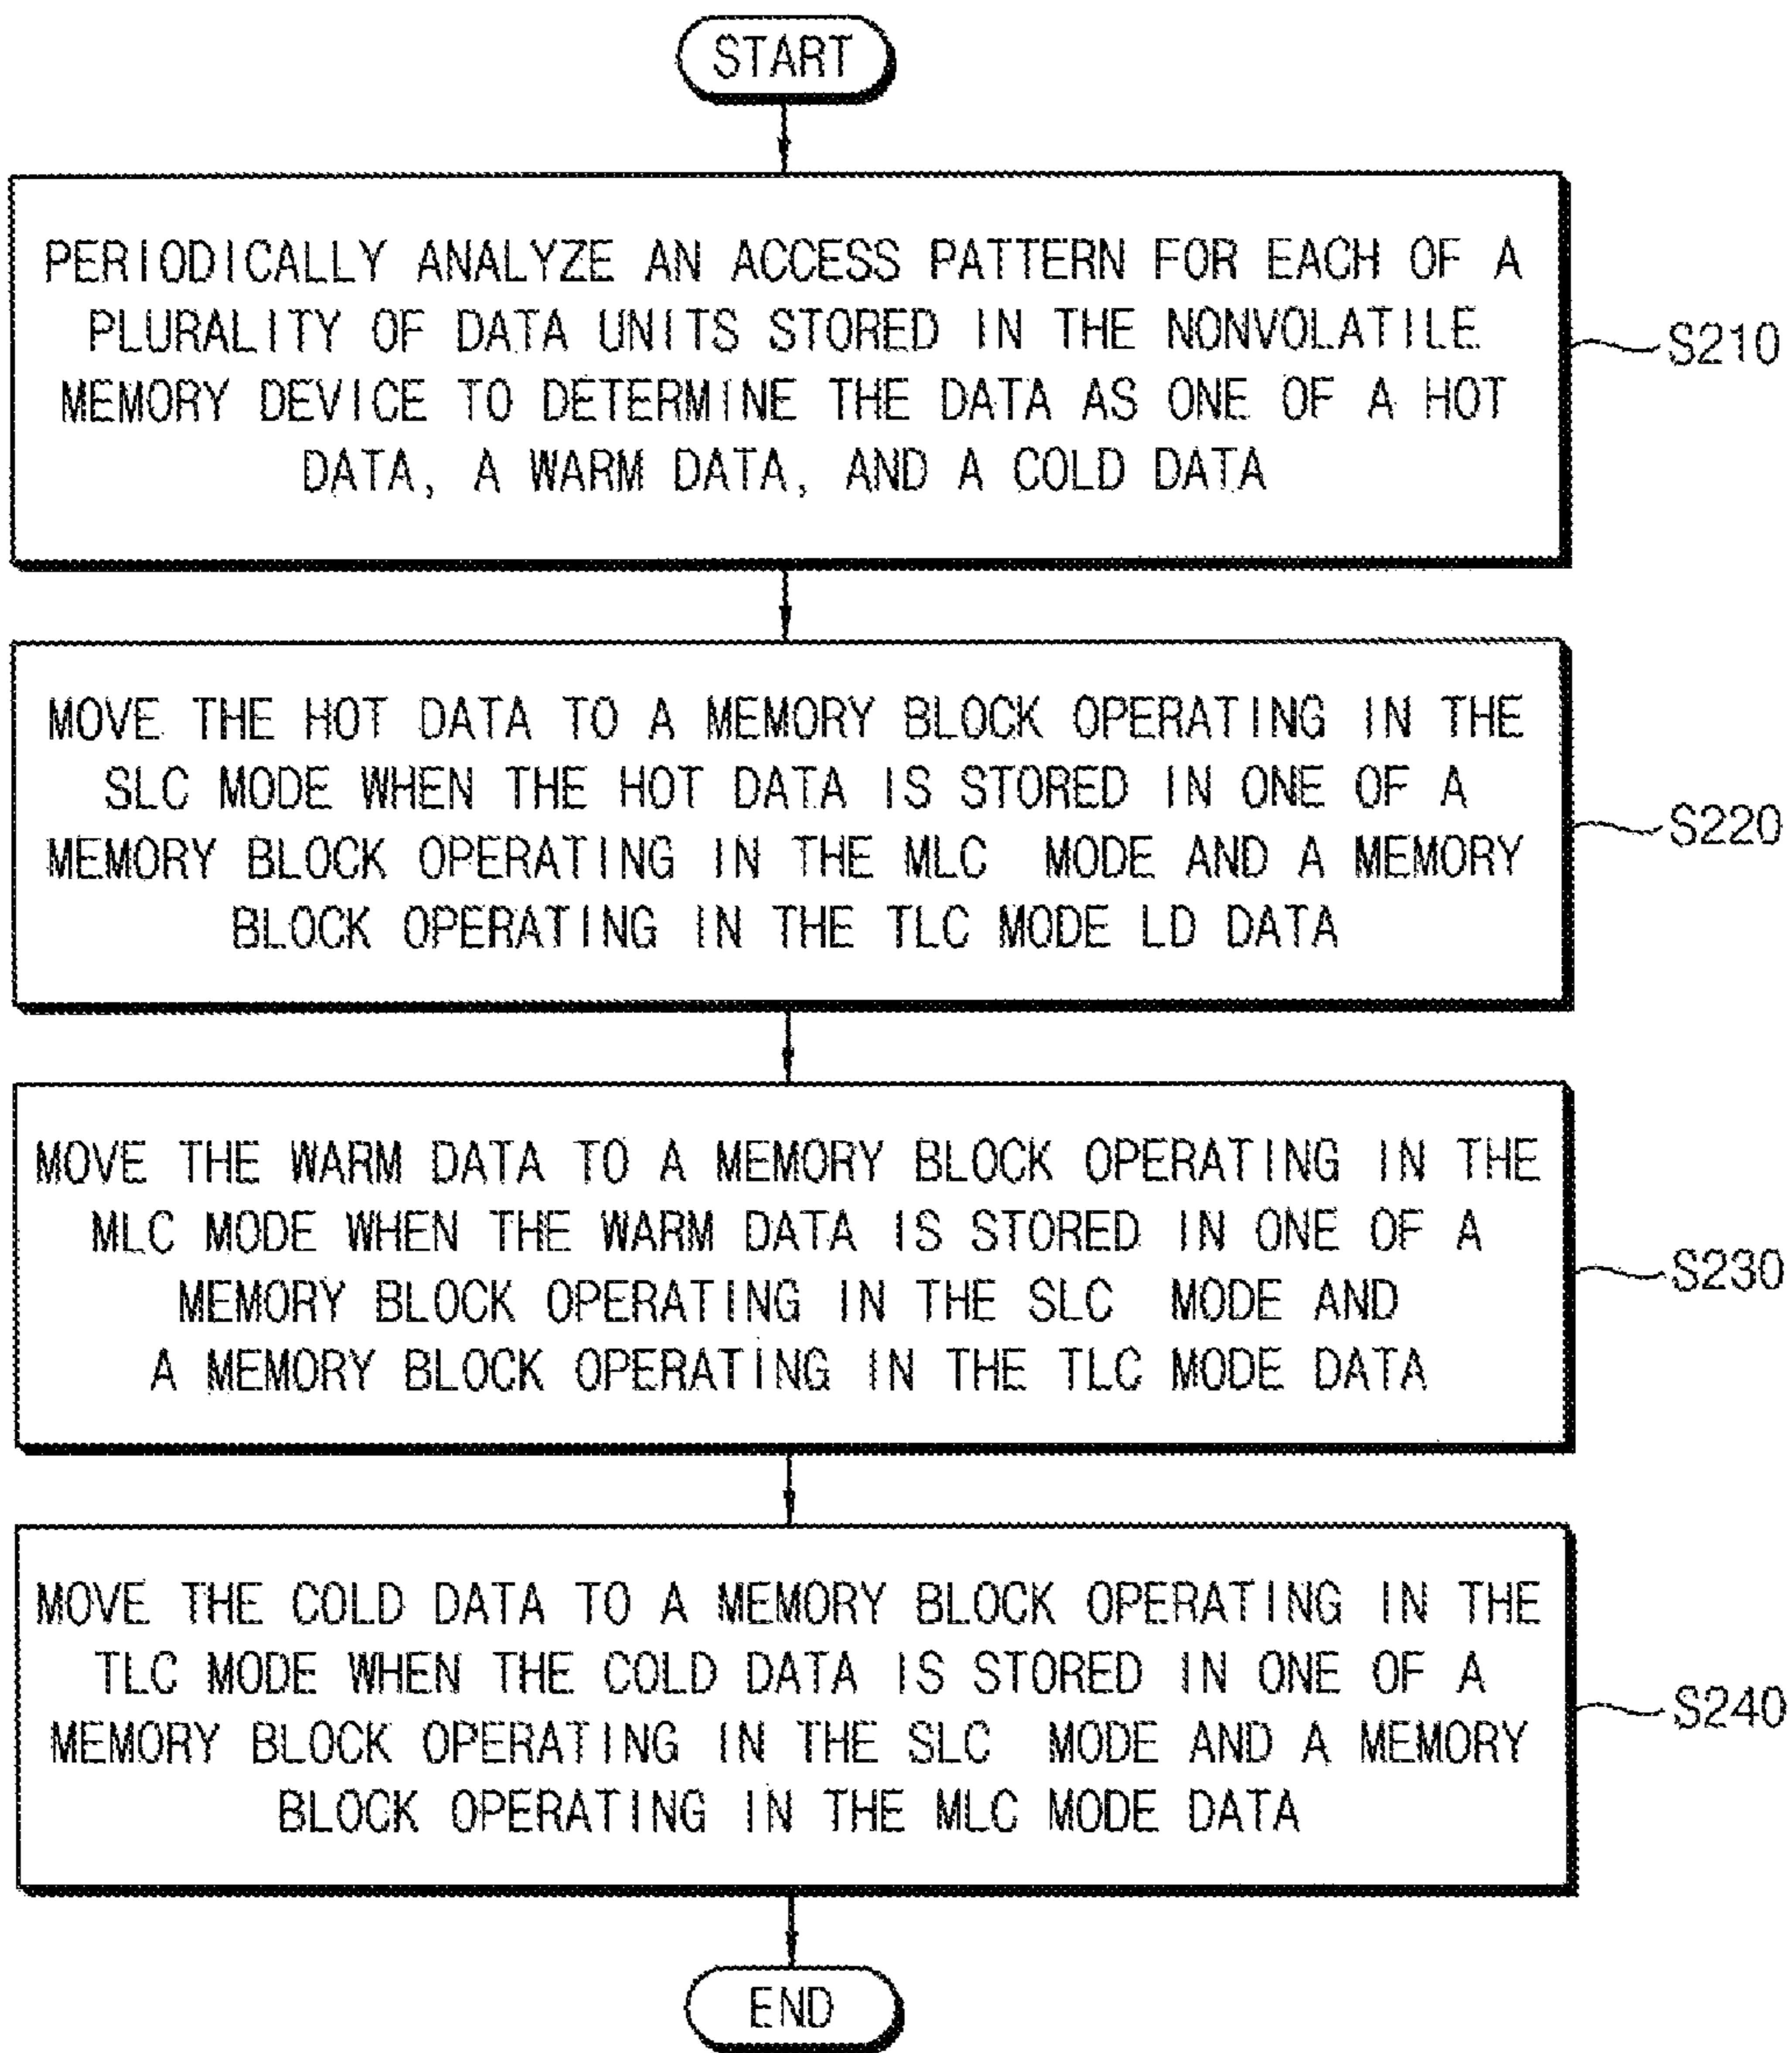 START
PERIODICALLY ANALYZE AN ACCESS PATTERN FOR EACH OF A
PLURALITY OF DATA UNITS STORED IN THE NONVOLATILE
MEMORY DEVICE TO DETERMINE THE DATA AS ONE OF A HOT
DATA, A WARM DATA, AND A COLD DATA
S210
MOVE THE HOT DATA TO A MEMORY BLOCK OPERATING IN THE
SLC MODE WHEN THE HOT DATA IS STORED IN ONE OF A
MEMORY BLOCK OPERATING IN THE MLC MODE AND A MEMORY
BLOCK OPERATING IN THE TLC MODE LD DATA
S220
MOVE THE WARM DATA TO A MEMORY BLOCK OPERATING IN THE
MLC MODE WHEN THE WARM DATA IS STORED IN ONE OF A
MEMORY BLOCK OPERATING IN THE SLC MODE AND
A MEMORY BLOCK OPERATING IN THE TLC MODE DATA
S230
MOVE THE COLD DATA TO A MEMORY BLOCK OPERATING IN THE
TLC MODE WHEN THE COLD DATA IS STORED IN ONE OF A
MEMORY BLOCK OPERATING IN THE SLC MODE AND A MEMORY
BLOCK OPERATING IN THE MLC MODE DATA
S240
END